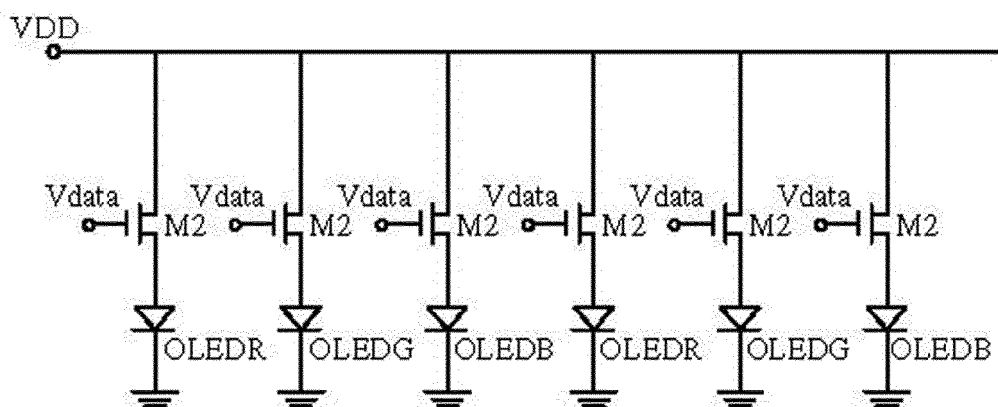 VDD
Vdata Vdata Vdata Vdata Vdata Vdata
M2 M2 M2 M2 M2 M2
OLEDR OLEDG OLEDB OLEDR OLEDG OLEDB